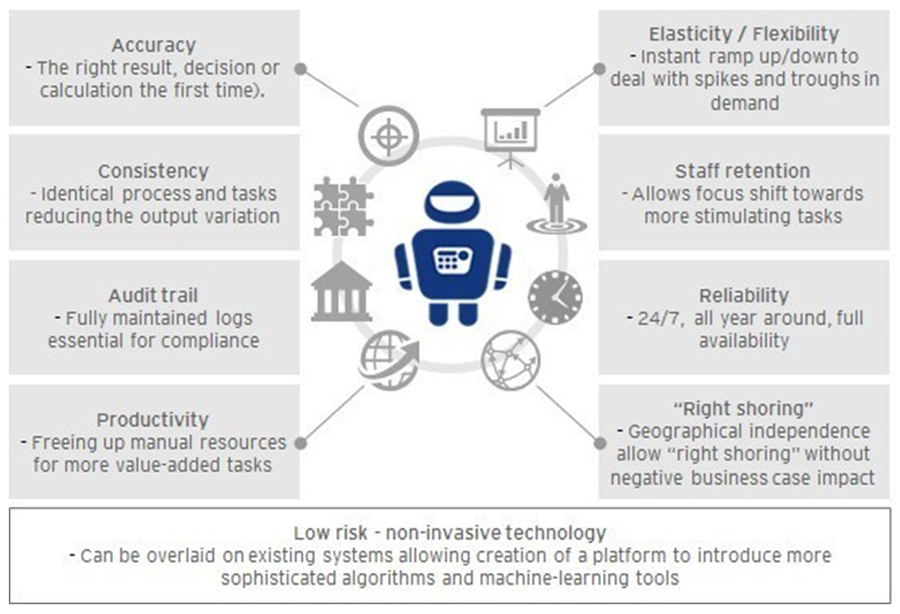 Accuracy
- The right result, decision or
calculation the first time).
Consistency
- Identical process and tasks
reducing the output variation
Audit trail
- Fully maintained logs
essential for compliance
Productivity
- Freeing up manual resources
for more value-added tasks
Elasticity / Flexibility
- Instant ramp up/down to
deal with spikes and troughs in
demand
Staff retention
- Allows focus shift towards
more stimulating tasks
Reliability
- 24/7, all year around, full
availability
“Right shoring”
- Geographical independence
allow “right shoring” without
negative business case impact
Low risk - non-invasive technology
- Can be overlaid on existing systems allowing creation of a platform to introduce more
sophisticated algorithms and machine-learning tools